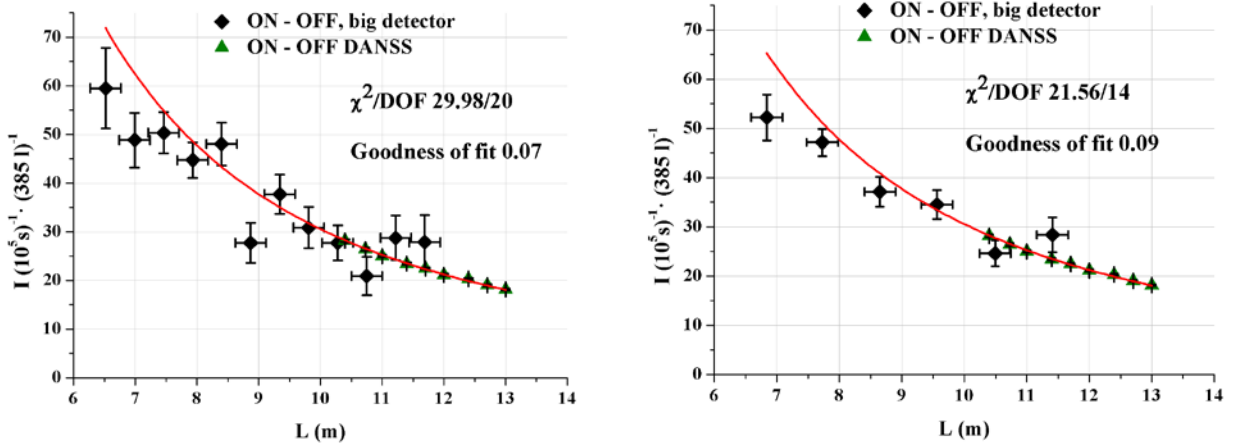 ON - OFF, big detector
ON - OFF DANSS
χ²/DOF 29.98/20
Goodness of fit 0.07
I (10⁵s)⁻¹· (385 l)⁻¹
70
60
50
40
30
20
10
0
6 7 8 9 10 11 12 13 14
L (m)
ON - OFF, big detector
ON - OFF DANSS
χ²/DOF 21.56/14
Goodness of fit 0.09
I (10⁵s)⁻¹· (385 l)⁻¹
70
60
50
40
30
20
10
0
6 7 8 9 10 11 12 13 14
L (m)